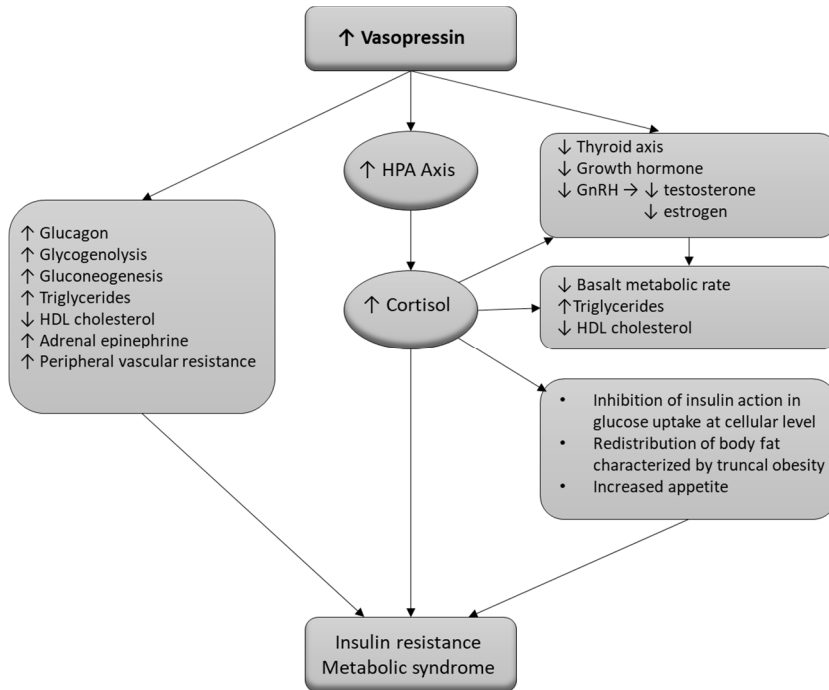 ↑ Vasopressin
↑ HPA Axis
↓ Thyroid axis
↓ Growth hormone
↓ GnRH → ↓ testosterone
↓ estrogen
↑ Glucagon
↑ Glycogenolysis
↑ Gluconeogenesis
↑ Triglycerides
↓ HDL cholesterol
↑ Adrenal epinephrine
↑ Peripheral vascular resistance
↑ Cortisol
↓ Basalt metabolic rate
↑Triglycerides
↓ HDL cholesterol
• Inhibition of insulin action in
glucose uptake at cellular level
• Redistribution of body fat
characterized by truncal obesity
• Increased appetite
Insulin resistance
Metabolic syndrome